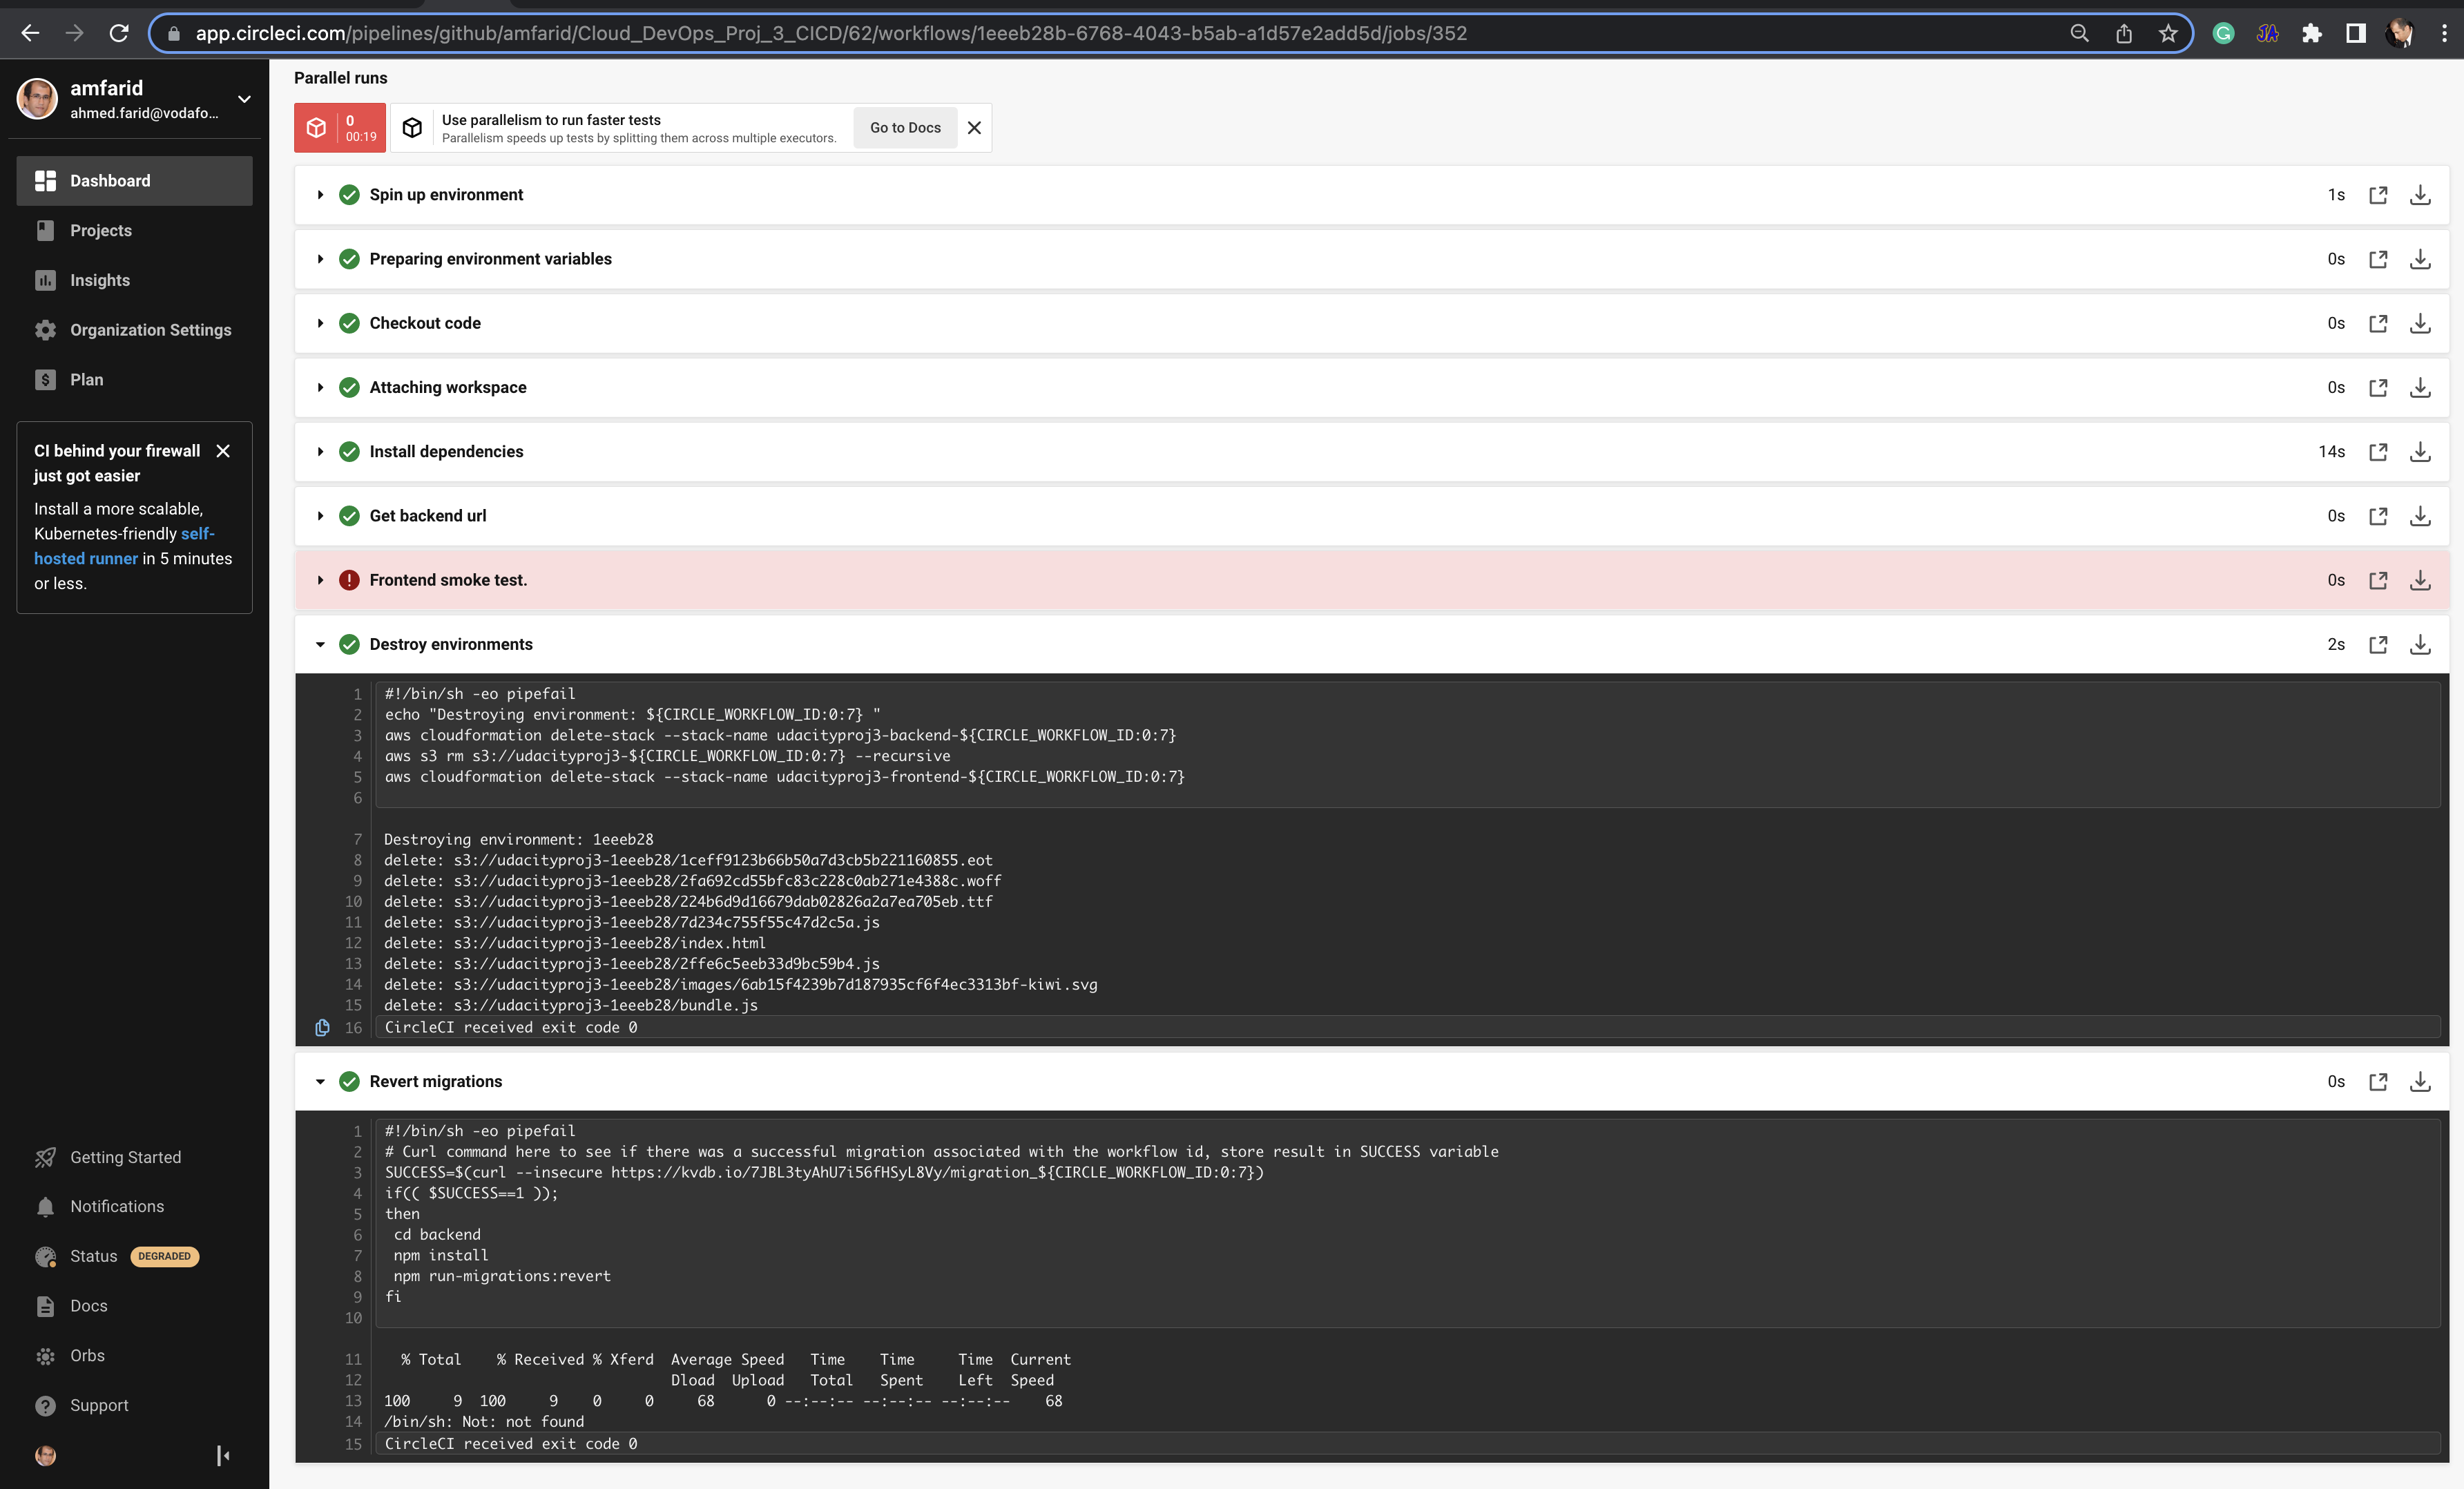 app.circleci.com/pipelines/github/amfarid/Cloud_DevOps_Proj_3_CICD/62/workflows/1eeeb28b-6768-4043-b5ab-a1d57e2add5d/jobs/352
G
JA
amfarid
ahmed.farid@vodafo...
Dashboard
Projects
Insights
Organization Settings
Plan
CI behind your firewall
just got easier
Install a more scalable,
Kubernetes-friendly self-
hosted runner in 5 minutes
or less.
Getting Started
Notifications
Status DEGRADED
Docs
Orbs
Support
Parallel runs
0
00:19
Use parallelism to run faster tests
Parallelism speeds up tests by splitting them across multiple executors.
Go to Docs
Spin up environment 1s
Preparing environment variables 0s
Checkout code 0s
Attaching workspace 0s
Install dependencies 14s
Get backend url 0s
Frontend smoke test. 0s
Destroy environments 2s
1 #!/bin/sh -eo pipefail
2 echo "Destroying environment: ${CIRCLE_WORKFLOW_ID:0:7} "
3 aws cloudformation delete-stack --stack-name udacityproj3-backend-${CIRCLE_WORKFLOW_ID:0:7}
4 aws s3 rm s3://udacityproj3-${CIRCLE_WORKFLOW_ID:0:7} --recursive
5 aws cloudformation delete-stack --stack-name udacityproj3-frontend-${CIRCLE_WORKFLOW_ID:0:7}
6
7 Destroying environment: 1eeeb28
8 delete: s3://udacityproj3-1eeeb28/1ceff9123b66b50a7d3cb5b221160855.eot
9 delete: s3://udacityproj3-1eeeb28/2fa692cd55bfc83c228c0ab271e4388c.woff
10 delete: s3://udacityproj3-1eeeb28/224b6d9d16679dab02826a2a7ea705eb.ttf
11 delete: s3://udacityproj3-1eeeb28/7d234c755f55c47d2c5a.js
12 delete: s3://udacityproj3-1eeeb28/index.html
13 delete: s3://udacityproj3-1eeeb28/2ffe6c5eeb33d9bc59b4.js
14 delete: s3://udacityproj3-1eeeb28/images/6ab15f4239b7d187935cf6f4ec3313bf-kiwi.svg
15 delete: s3://udacityproj3-1eeeb28/bundle.js
16 CircleCI received exit code 0
Revert migrations 0s
1 #!/bin/sh -eo pipefail
2 # Curl command here to see if there was a successful migration associated with the workflow id, store result in SUCCESS variable
3 SUCCESS=$(curl --insecure https://kvdb.io/7JBL3tyAhU7i56fHSyL8Vy/migration_${CIRCLE_WORKFLOW_ID:0:7})
4 if(( $SUCCESS==1 ));
5 then
6 cd backend
7 npm install
8 npm run-migrations:revert
9 fi
10
11 % Total % Received % Xferd Average Speed Time Time Time Current
12 Dload Upload Total Spent Left Speed
13 100 9 100 9 0 0 68 0 --:--:-- --:--:-- --:--:-- 68
14 /bin/sh: Not: not found
15 CircleCI received exit code 0